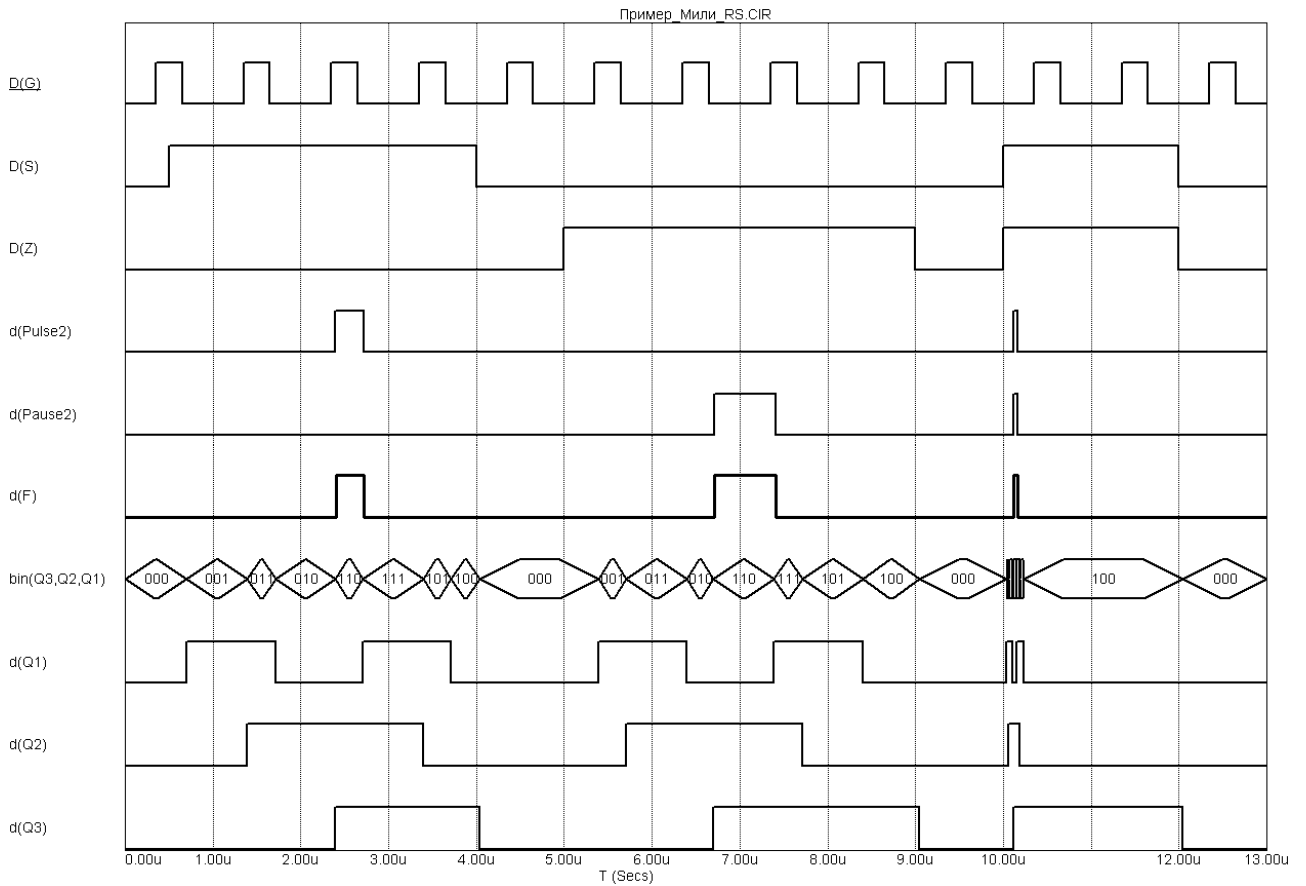 Пример_Мили_RS.CIR
D(G)
D(S)
D(Z)
d(Pulse2)
d(Pause2)
d(F)
bin(Q3,Q2,Q1) 000 001 011 010 110 111 101 100 000 001 011 010 110 111 101 100 000 100 000
d(Q1)
d(Q2)
d(Q3)
0.00u 1.00u 2.00u 3.00u 4.00u 5.00u 6.00u 7.00u 8.00u 9.00u 10.00u 12.00u 13.00u
T (Secs)